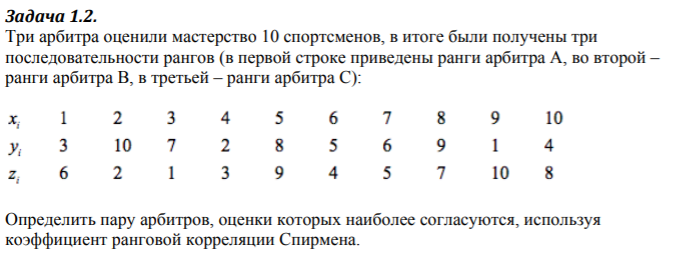 Задача 1.2.
Три арбитра оценили мастерство 10 спортсменов, в итоге были получены три
последовательности рангов (в первой строке приведены ранги арбитра А, во второй –
ранги арбитра В, в третьей – ранги арбитра С):
xᵢ 1 2 3 4 5 6 7 8 9 10
yᵢ 3 10 7 2 8 5 6 9 1 4
zᵢ 6 2 1 3 9 4 5 7 10 8
Определить пару арбитров, оценки которых наиболее согласуются, используя
коэффициент ранговой корреляции Спирмена.